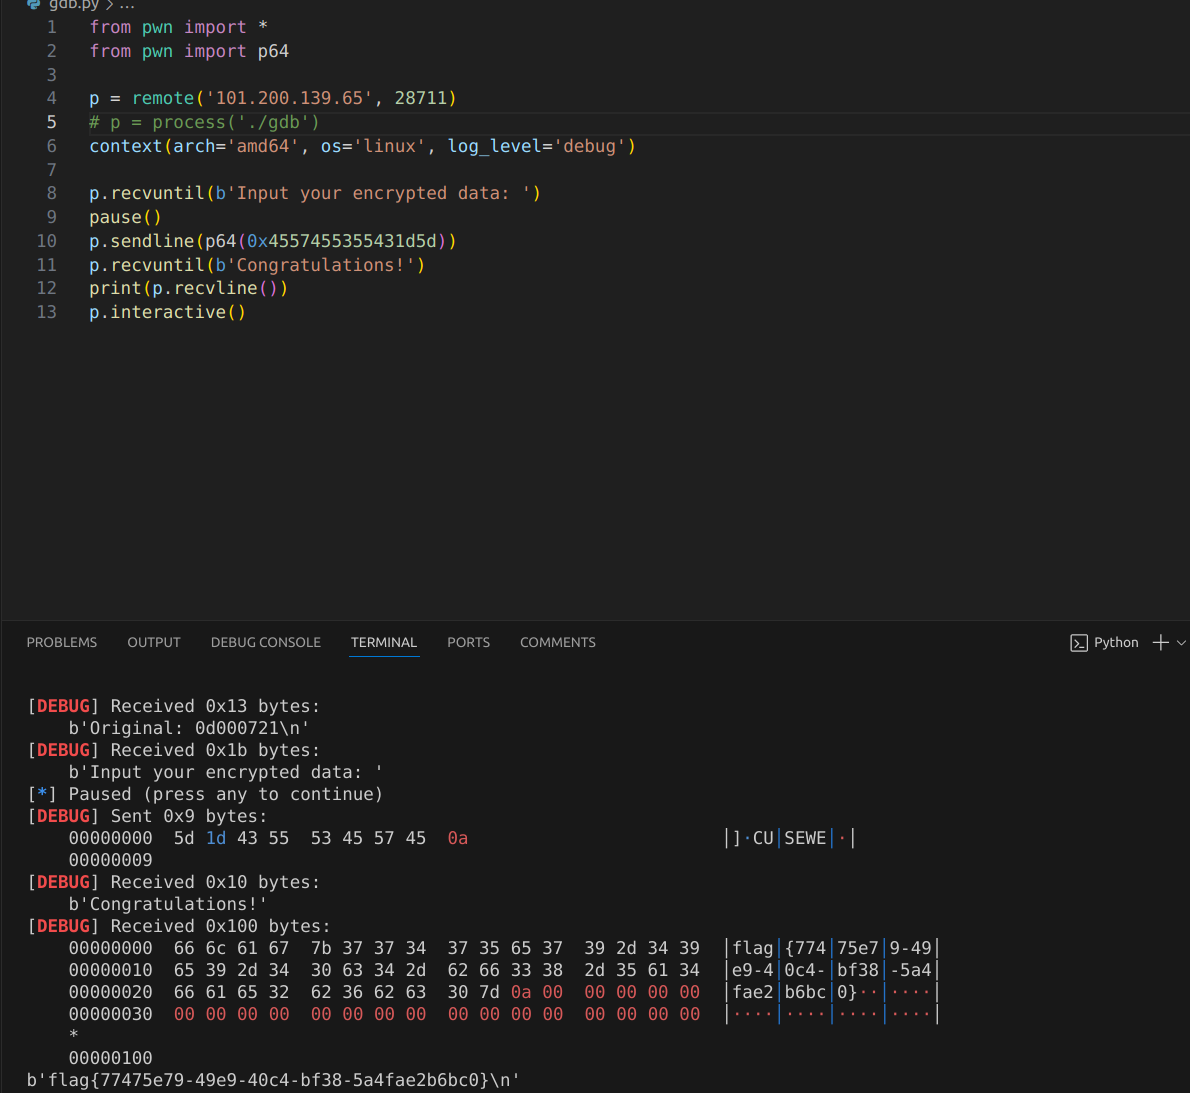 gdb.py > ...
1 from pwn import *
2 from pwn import p64
3
4 p = remote('101.200.139.65', 28711)
5 # p = process('./gdb')
6 context(arch='amd64', os='linux', log_level='debug')
7
8 p.recvuntil(b'Input your encrypted data: ')
9 pause()
10 p.sendline(p64(0x4557455355431d5d))
11 p.recvuntil(b'Congratulations!')
12 print(p.recvline())
13 p.interactive()
PROBLEMS OUTPUT DEBUG CONSOLE TERMINAL PORTS COMMENTS Python
[DEBUG] Received 0x13 bytes:
b'Original: 0d000721\n'
[DEBUG] Received 0x1b bytes:
b'Input your encrypted data: '
[*] Paused (press any to continue)
[DEBUG] Sent 0x9 bytes:
00000000 5d 1d 43 55 53 45 57 45 0a │]·CU│SEWE│·│
00000009
[DEBUG] Received 0x10 bytes:
b'Congratulations!'
[DEBUG] Received 0x100 bytes:
00000000 66 6c 61 67 7b 37 37 34 37 35 65 37 39 2d 34 39 │flag│{774│75e7│9-49│
00000010 65 39 2d 34 30 63 34 2d 62 66 33 38 2d 35 61 34 │e9-4│0c4-│bf38│-5a4│
00000020 66 61 65 32 62 36 62 63 30 7d 0a 00 00 00 00 00 │fae2│b6bc│0}··│····│
00000030 00 00 00 00 00 00 00 00 00 00 00 00 00 00 00 00 │····│····│····│····│
*
00000100
b'flag{77475e79-49e9-40c4-bf38-5a4fae2b6bc0}\n'